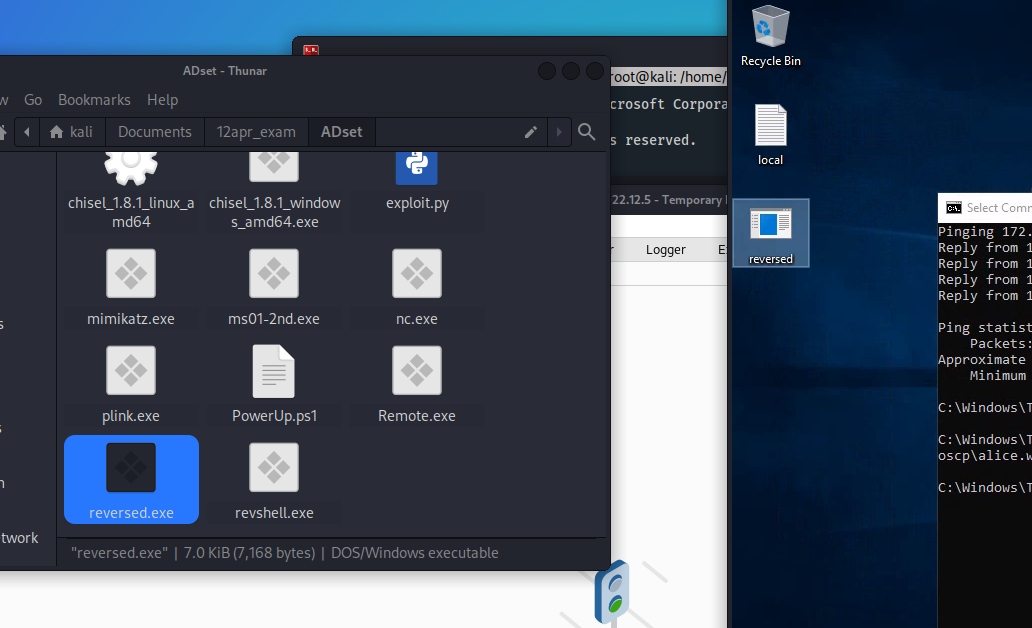 ADset - Thunar
w Go Bookmarks Help
kali Documents 12apr_exam ADset
chisel_1.8.1_linux_a
md64
chisel_1.8.1_window
s_amd64.exe
exploit.py
mimikatz.exe
ms01-2nd.exe
nc.exe
plink.exe
PowerUp.ps1
Remote.exe
reversed.exe
revshell.exe
s
s
n
twork
"reversed.exe" | 7.0 KiB (7,168 bytes) | DOS/Windows executable
root@kali: /home/
crosoft Corpora
s reserved.
22.12.5 - Temporary
r Logger E
Recycle Bin
local
reversed
Select Comm
Pinging 172.
Reply from 1
Reply from 1
Reply from 1
Reply from 1
Ping statist
Packets:
Approximate
Minimum
C:\Windows\T
C:\Windows\T
oscp\alice.w
C:\Windows\T